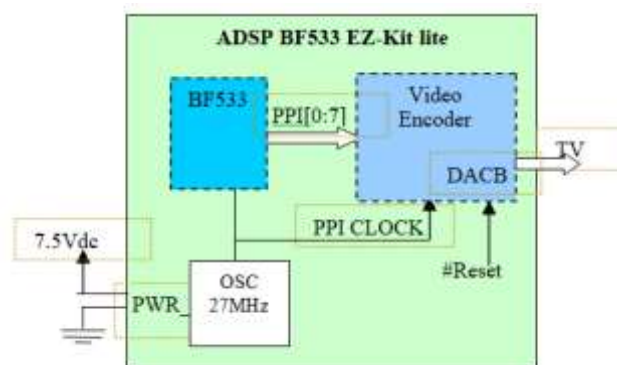 ADSP BF533 EZ-Kit lite
BF533
PPI[0:7]
Video
Encoder
TV
DACB
7.5Vdc
PPI CLOCK
#Reset
OSC
27MHz
PWR